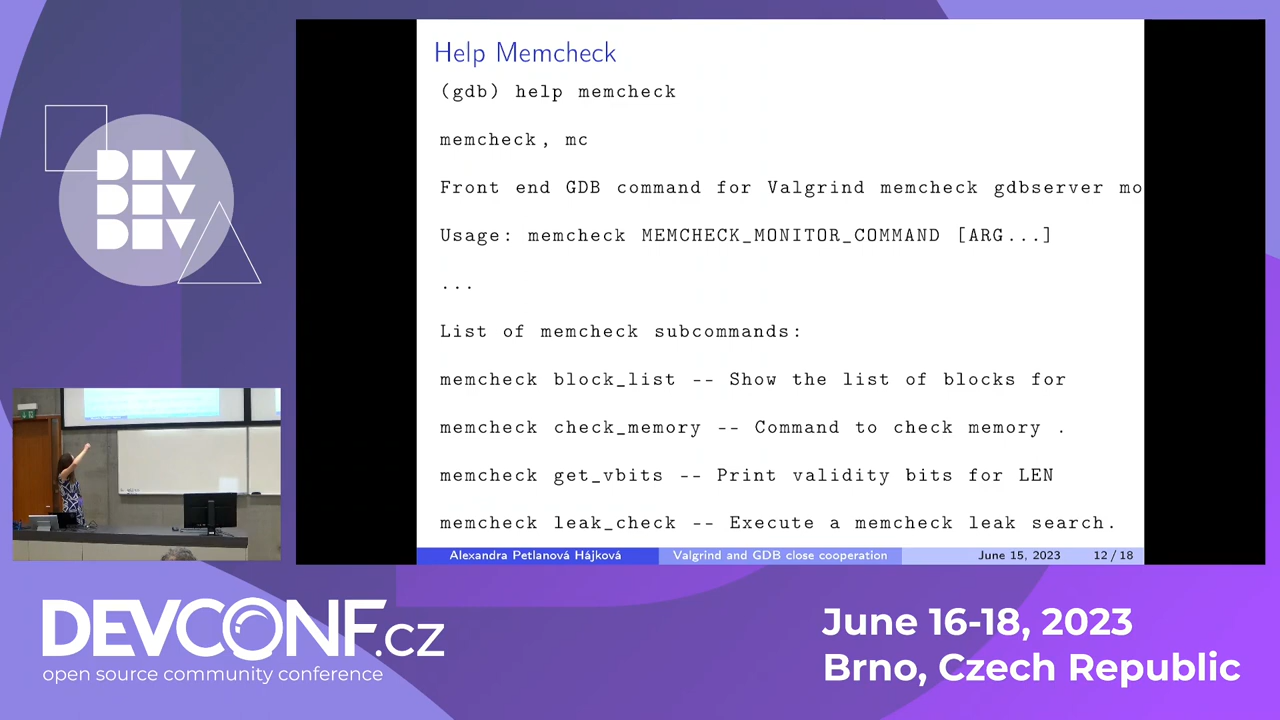 Help Memcheck
(gdb) help memcheck
memcheck, mc
Front end GDB command for Valgrind memcheck gdbserver mo
Usage: memcheck MEMCHECK_MONITOR_COMMAND [ARG...]
...
List of memcheck subcommands:
memcheck block_list -- Show the list of blocks for
memcheck check_memory -- Command to check memory .
memcheck get_vbits -- Print validity bits for LEN
memcheck leak_check -- Execute a memcheck leak search.
Alexandra Petlanová Hájková Valgrind and GDB close cooperation June 15, 2023 12 / 18
DEV
DEV
DEV
DEVCONF.cz
open source community conference
June 16-18, 2023
Brno, Czech Republic